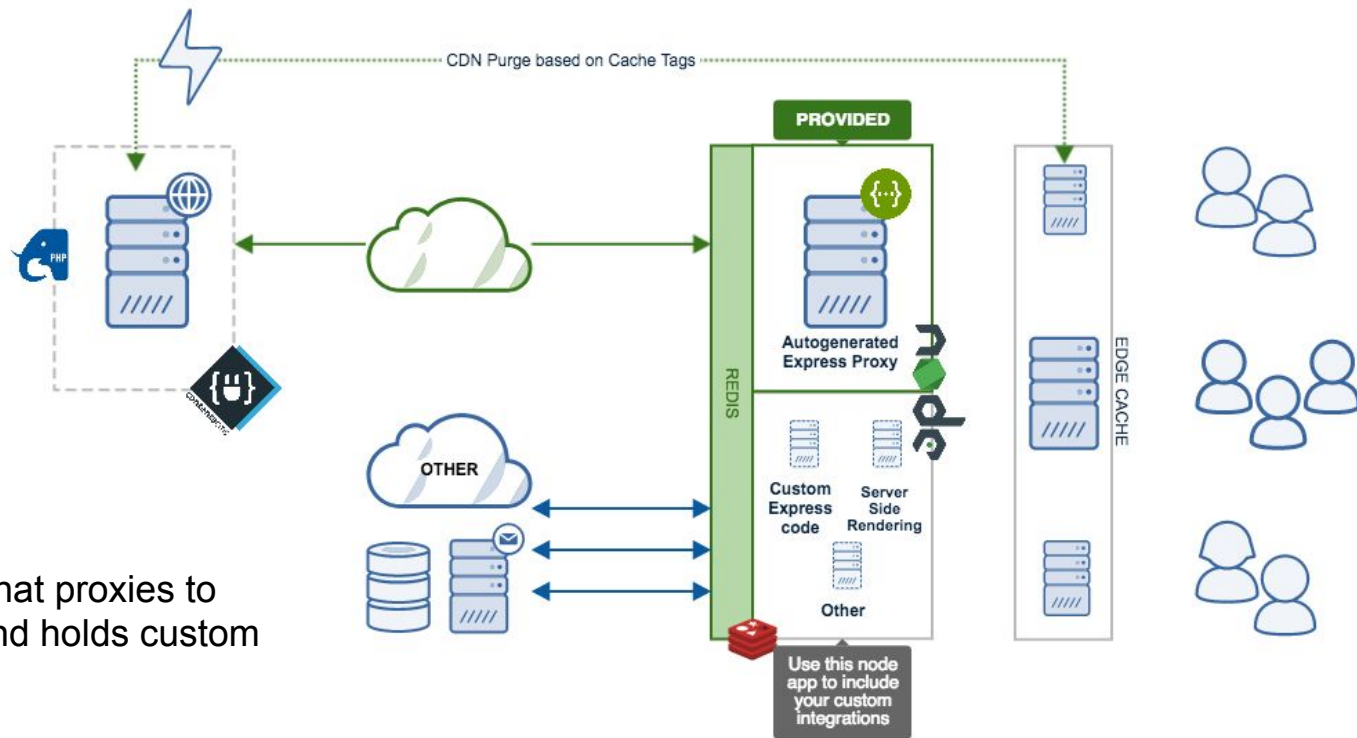 CDN Purge based on Cache Tags
PROVIDED
PHP
{--}
Autogenerated
Express Proxy
REDIS
node
EDGE CACHE
OTHER
Custom
Express
code
Server
Side
Rendering
Other
hat proxies to
nd holds custom
Use this node
app to include
your custom
integrations